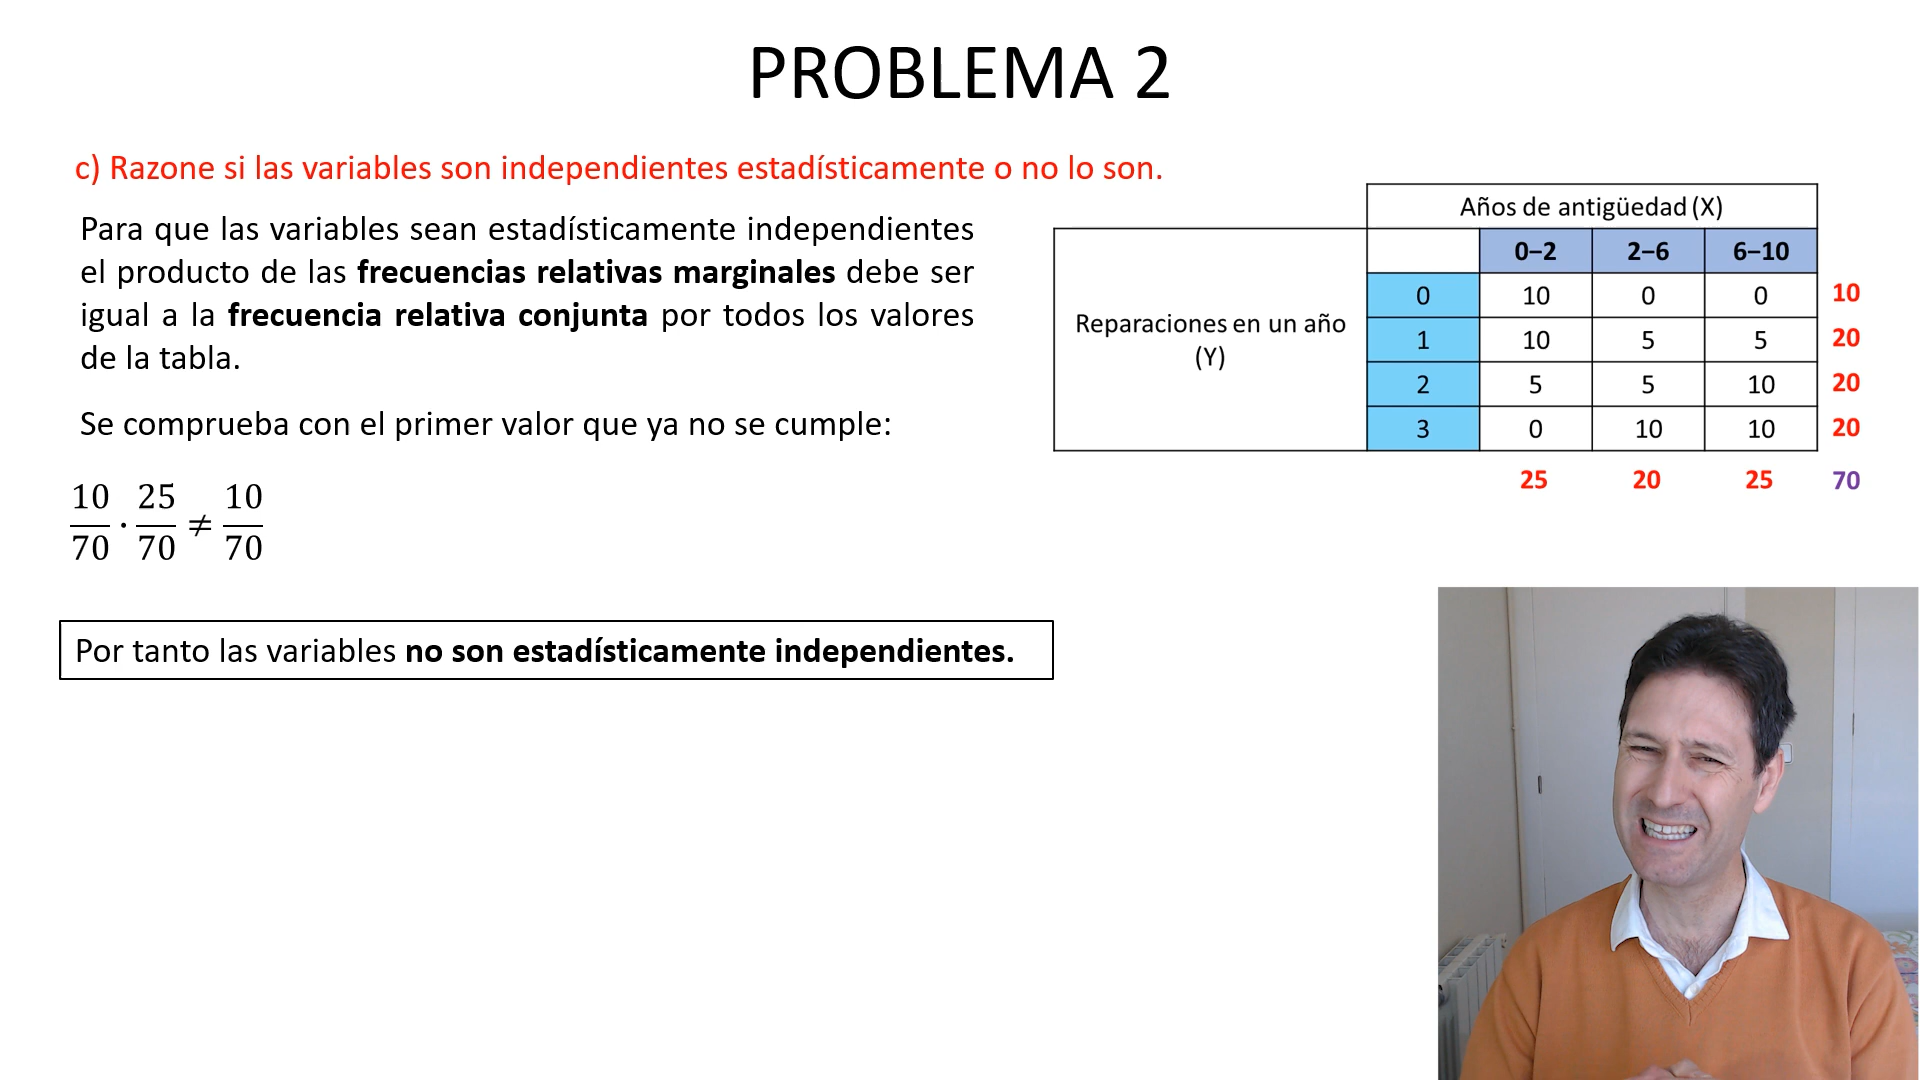 PROBLEMA 2
c) Razone si las variables son independientes estadísticamente o no lo son.
Para que las variables sean estadísticamente independientes
el producto de las frecuencias relativas marginales debe ser
igual a la frecuencia relativa conjunta por todos los valores
de la tabla.
Se comprueba con el primer valor que ya no se cumple:
10/70 · 25/70 ≠ 10/70
Por tanto las variables no son estadísticamente independientes.
Años de antigüedad (X)
0–2 2–6 6–10
Reparaciones en un año
(Y)
0 10 0 0 10
1 10 5 5 20
2 5 5 10 20
3 0 10 10 20
25 20 25 70